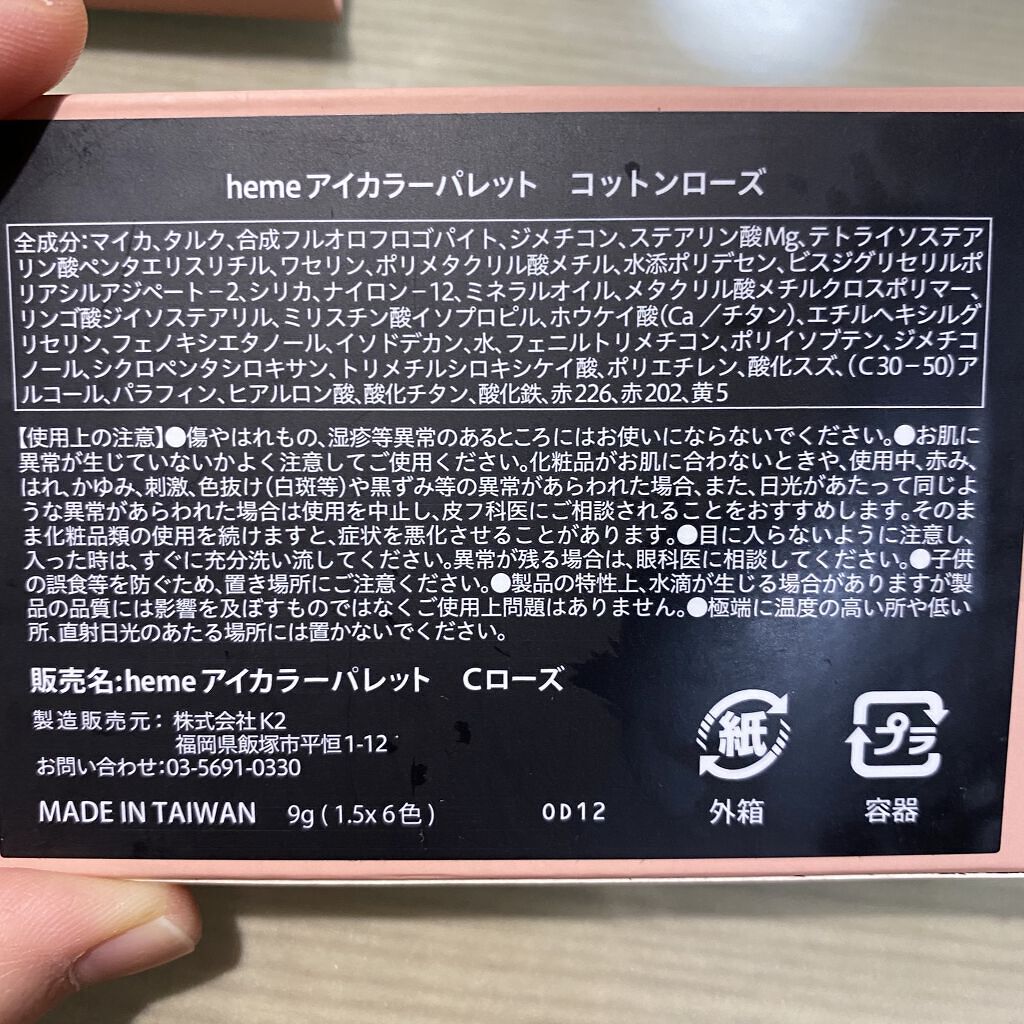 heme アイカラーパレット　コットンローズ
全成分:マイカ、タルク、合成フルオロフロゴパイト、ジメチコン、ステアリン酸Mg、テトライソステア
リン酸ペンタエリスリチル、ワセリン、ポリメタクリル酸メチル、水添ポリデセン、ビスジグリセリルポ
リアシルアジペート−2、シリカ、ナイロン−12、ミネラルオイル、メタクリル酸メチルクロスポリマー、
リンゴ酸ジイソステアリル、ミリスチン酸イソプロピル、ホウケイ酸(Ca／チタン)、エチルヘキシルグ
リセリン、フェノキシエタノール、イソドデカン、水、フェニルトリメチコン、ポリイソブテン、ジメチコ
ノール、シクロペンタシロキサン、トリメチルシロキシケイ酸、ポリエチレン、酸化スズ、(C30−50)ア
ルコール、パラフィン、ヒアルロン酸、酸化チタン、酸化鉄、赤226、赤202、黄5
【使用上の注意】●傷やはれもの、湿疹等異常のあるところにはお使いにならないでください。●お肌に
異常が生じていないかよく注意してご使用ください。化粧品がお肌に合わないときや、使用中、赤み、
はれ、かゆみ、刺激、色抜け(白斑等)や黒ずみ等の異常があらわれた場合、また、日光があたって同じよ
うな異常があらわれた場合は使用を中止し、皮フ科医にご相談されることをおすすめします。そのま
ま化粧品類の使用を続けますと、症状を悪化させることがあります。●目に入らないように注意し、
入った時は、すぐに充分洗い流してください。異常が残る場合は、眼科医に相談してください。●子供
の誤食等を防ぐため、置き場所にご注意ください。●製品の特性上、水滴が生じる場合がありますが製
品の品質には影響を及ぼすものではなくご使用上問題はありません。●極端に温度の高い所や低い
所、直射日光のあたる場所には置かないでください。
販売名:heme アイカラーパレット　Cローズ
製造販売元：株式会社K2
福岡県飯塚市平恒1-12
お問い合わせ:03-5691-0330
MADE IN TAIWAN　9g ( 1.5x 6色 )　OD12
紙 プラ
外箱 容器